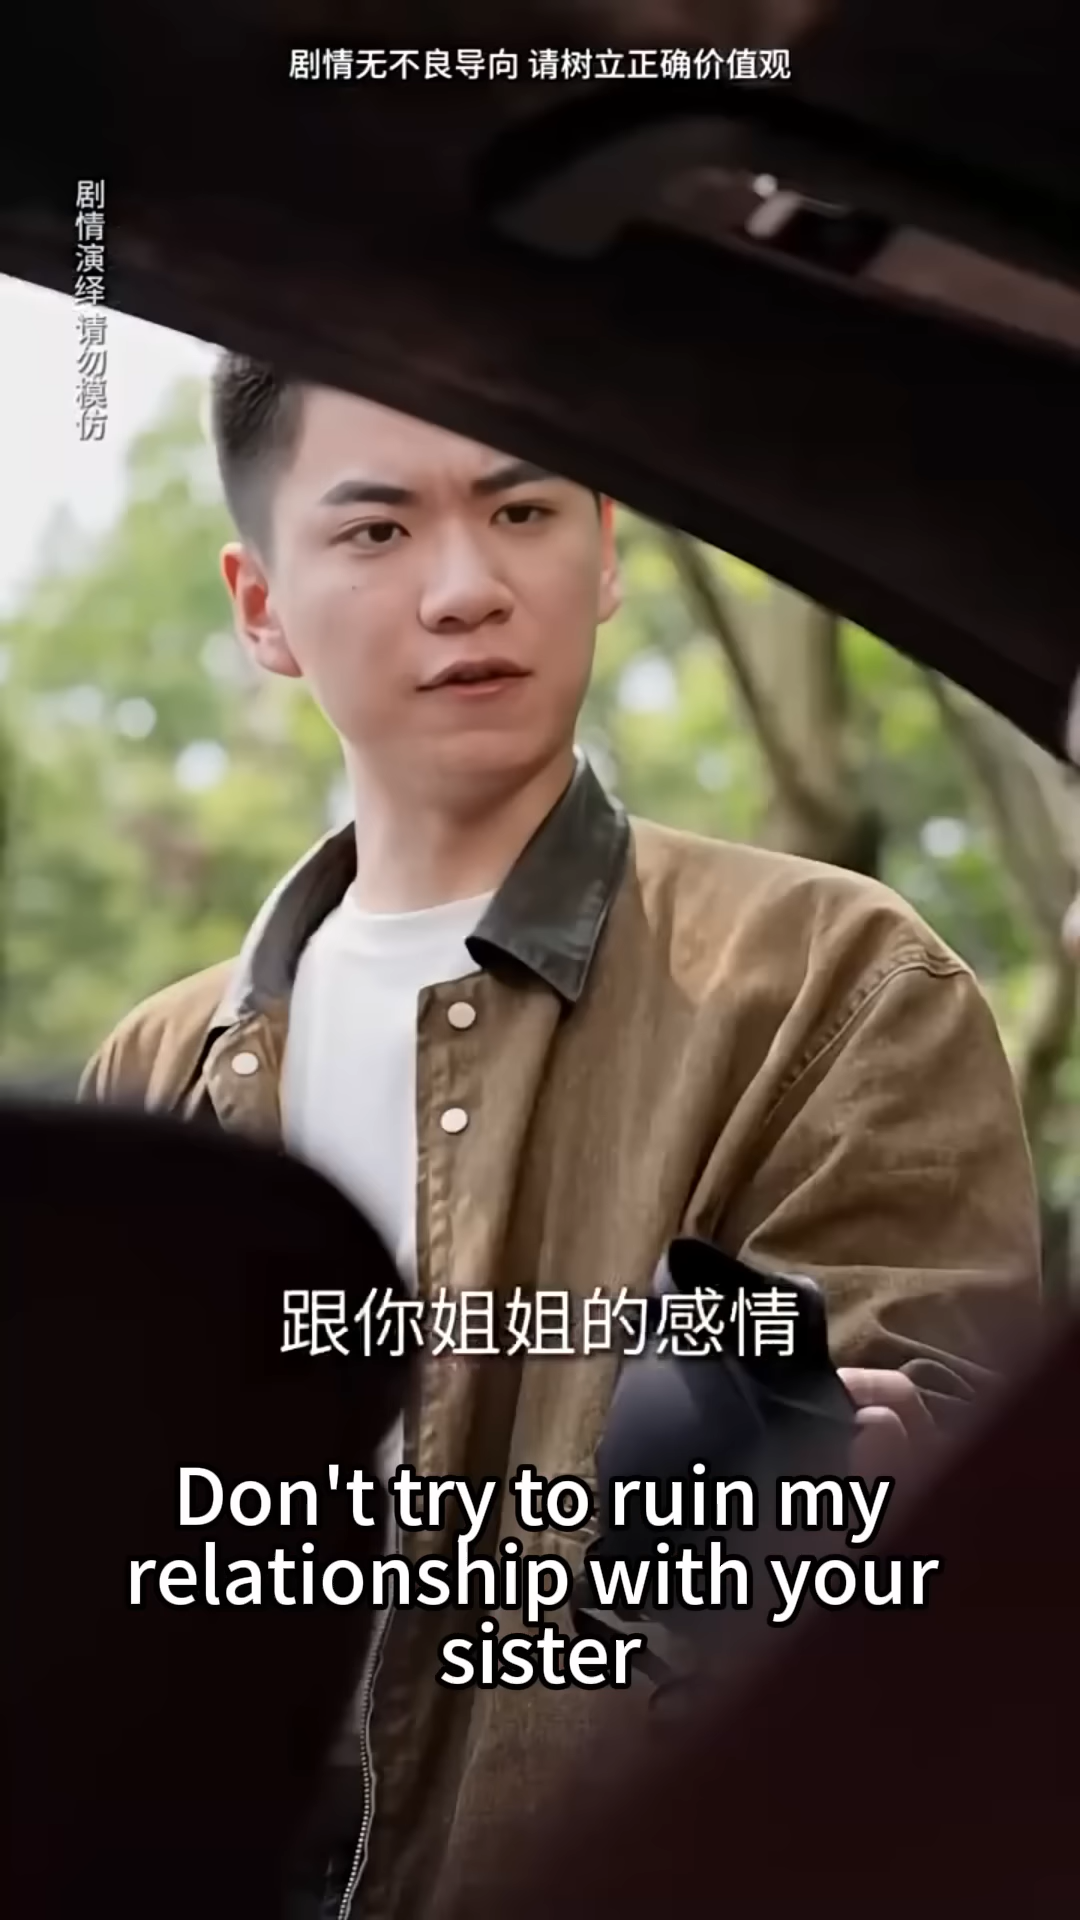 剧情无不良导向 请树立正确价值观
剧情演绎 请勿模仿
跟你姐姐的感情
Don't try to ruin my
relationship with your
sister